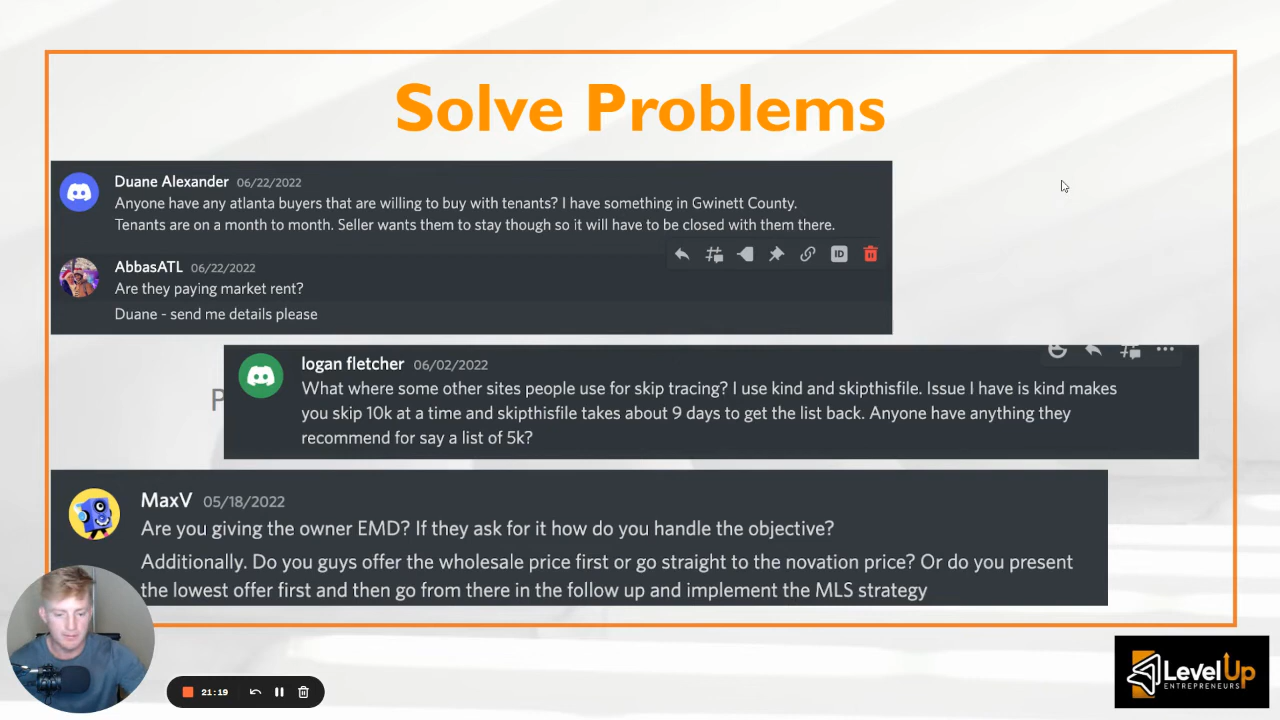 Solve Problems
Duane Alexander 06/22/2022
Anyone have any atlanta buyers that are willing to buy with tenants? I have something in Gwinett County.
Tenants are on a month to month. Seller wants them to stay though so it will have to be closed with them there.
AbbasATL 06/22/2022
ID
Are they paying market rent?
Duane - send me details please
logan fletcher 06/02/2022
What where some other sites people use for skip tracing? I use kind and skipthisfile. Issue I have is kind makes
you skip 10k at a time and skipthisfile takes about 9 days to get the list back. Anyone have anything they
recommend for say a list of 5k?
P
MaxV 05/18/2022
Are you giving the owner EMD? If they ask for it how do you handle the objective?
Additionally. Do you guys offer the wholesale price first or go straight to the novation price? Or do you present
the lowest offer first and then go from there in the follow up and implement the MLS strategy
21:19
LevelUp
ENTREPRENEURS